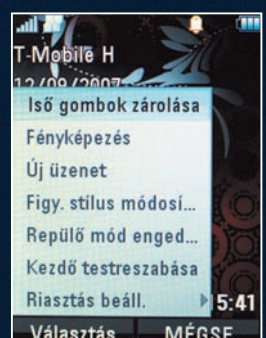 T-Mobile H
12/09/2007
lső gombok zárolása
Fényképezés
Új üzenet
Figy. stílus módosí...
Repülő mód enged...
Kezdő testreszabása
Riasztás beáll.
5:41
Választás MÉGSE